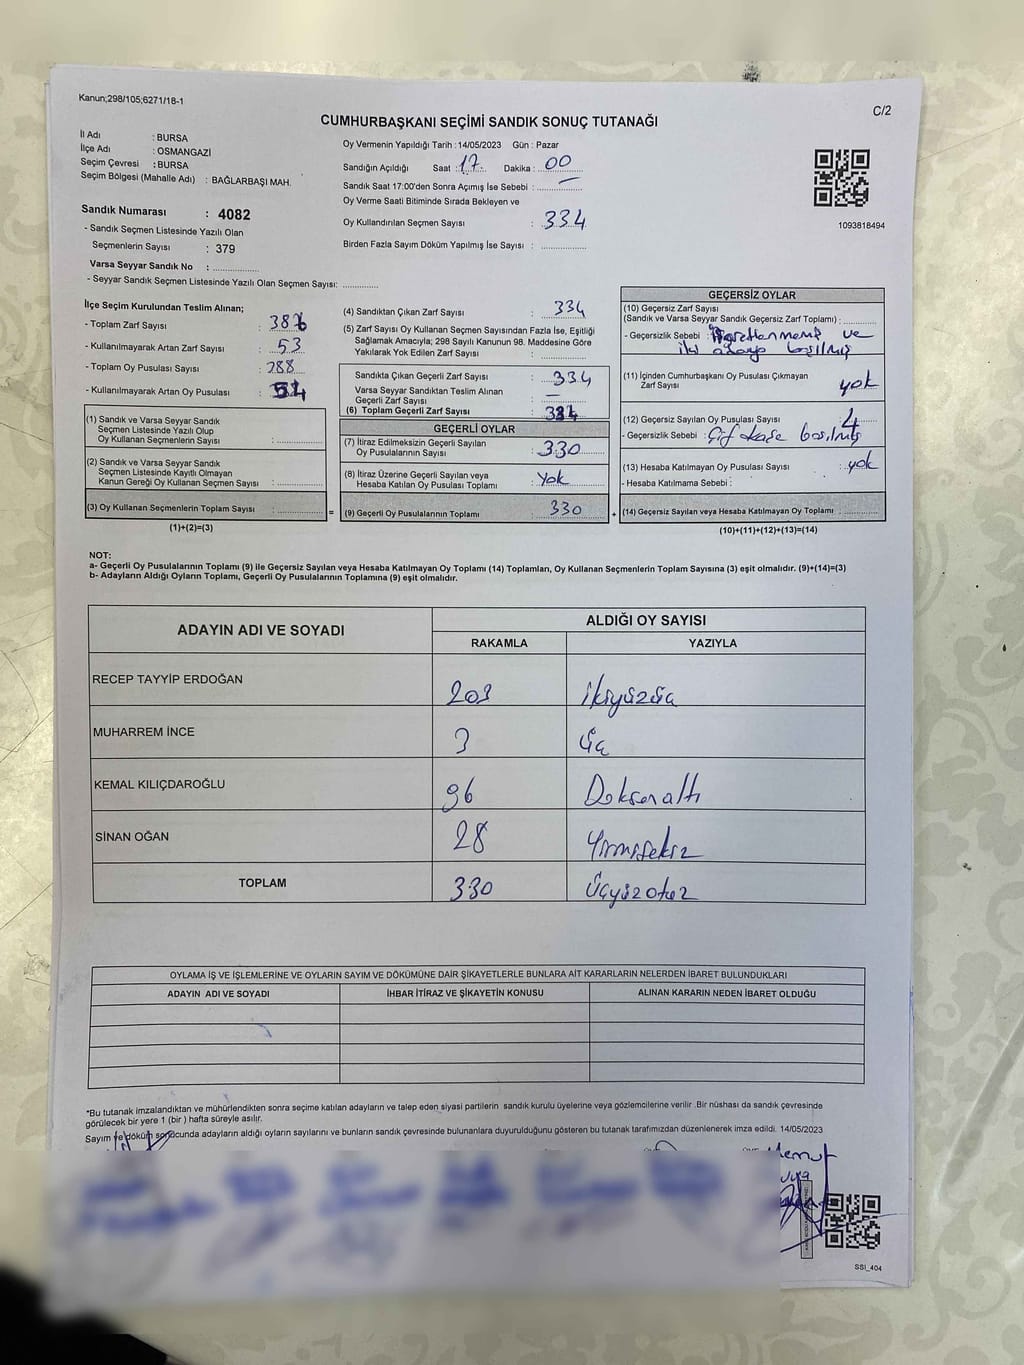 Kanun;298/105;6271/18-1
C/2
CUMHURBAŞKANI SEÇİMİ SANDIK SONUÇ TUTANAĞI
İl Adı : BURSA
İlçe Adı : OSMANGAZİ
Seçim Çevresi : BURSA
Seçim Bölgesi (Mahalle Adı) : BAĞLARBAŞI MAH.
Sandık Numarası : 4082
- Sandık Seçmen Listesinde Yazılı Olan
Seçmenlerin Sayısı : 379
Varsa Seyyar Sandık No : ................
- Seyyar Sandık Seçmen Listesinde Yazılı Olan Seçmen Sayısı: ............
Oy Vermenin Yapıldığı Tarih : 14/05/2023 Gün : Pazar
Sandığın Açıldığı Saat : 17 Dakika : 00
Sandık Saat 17:00'den Sonra Açımış İse Sebebi : —
Oy Verme Saati Bitiminde Sırada Bekleyen ve
Oy Kullandırılan Seçmen Sayısı : 334
Birden Fazla Sayım Döküm Yapılmış İse Sayısı : ................
1093818494
İlçe Seçim Kurulundan Teslim Alınan;
- Toplam Zarf Sayısı :
- Kullanılmayarak Artan Zarf Sayısı : 53
- Toplam Oy Pusulası Sayısı : 288
- Kullanılmayarak Artan Oy Pusulası :
(1) Sandık ve Varsa Seyyar Sandık
Seçmen Listesinde Yazılı Olup
Oy Kullanan Seçmenlerin Sayısı : ............
(2) Sandık ve Varsa Seyyar Sandık
Seçmen Listesinde Kayıtlı Olmayan
Kanun Gereği Oy Kullanan Seçmen Sayısı : ............
(3) Oy Kullanan Seçmenlerin Toplam Sayısı : ............
(1)+(2)=(3)
=
(4) Sandıktan Çıkan Zarf Sayısı : 334
(5) Zarf Sayısı Oy Kullanan Seçmen Sayısından Fazla İse, Eşitliği
Sağlamak Amacıyla; 298 Sayılı Kanunun 98. Maddesine Göre
Yakılarak Yok Edilen Zarf Sayısı : ................
Sandıkta Çıkan Geçerli Zarf Sayısı : 334
Varsa Seyyar Sandıktan Teslim Alınan
Geçerli Zarf Sayısı : —
(6) Toplam Geçerli Zarf Sayısı : 334
GEÇERLİ OYLAR
(7) İtiraz Edilmeksizin Geçerli Sayılan
Oy Pusulalarının Sayısı : 330
(8) İtiraz Üzerine Geçerli Sayılan veya
Hesaba Katılan Oy Pusulası Toplamı : Yok
(9) Geçerli Oy Pusulalarının Toplamı : 330
+
GEÇERSİZ OYLAR
(10) Geçersiz Zarf Sayısı
(Sandık ve Varsa Seyyar Sandık Geçersiz Zarf Toplamı) : ............
- Geçersizlik Sebebi : ve
iki adaya basılmış
(11) İçinden Cumhurbaşkanı Oy Pusulası Çıkmayan
Zarf Sayısı yok
(12) Geçersiz Sayılan Oy Pusulası Sayısı : 4
- Geçersizlik Sebebi : Çift kaşe basılmış
(13) Hesaba Katılmayan Oy Pusulası Sayısı : yok
- Hesaba Katılmama Sebebi :
(14) Geçersiz Sayılan veya Hesaba Katılmayan Oy Toplamı : ............
(10)+(11)+(12)+(13)=(14)
NOT:
a- Geçerli Oy Pusulalarının Toplamı (9) ile Geçersiz Sayılan veya Hesaba Katılmayan Oy Toplamı (14) Toplamları, Oy Kullanan Seçmenlerin Toplam Sayısına (3) eşit olmalıdır. (9)+(14)=(3)
b- Adayların Aldığı Oyların Toplamı, Geçerli Oy Pusulalarının Toplamına (9) eşit olmalıdır.
ADAYIN ADI VE SOYADI
ALDIĞI OY SAYISI
RAKAMLA YAZIYLA
RECEP TAYYİP ERDOĞAN 203 ikiyüzüç
MUHARREM İNCE 3 üç
KEMAL KILIÇDAROĞLU 96 Doksanaltı
SİNAN OĞAN 28 Yirmisekiz
TOPLAM 330 Üçyüzotuz
OYLAMA İŞ VE İŞLEMLERİNE VE OYLARIN SAYIM VE DÖKÜMÜNE DAİR ŞİKAYETLERLE BUNLARA AİT KARARLARIN NELERDEN İBARET BULUNDUKLARI
ADAYIN ADI VE SOYADI İHBAR İTİRAZ VE ŞİKAYETİN KONUSU ALINAN KARARIN NEDEN İBARET OLDUĞU
*Bu tutanak imzalandıktan ve mühürlendikten sonra seçime katılan adayların ve talep eden siyasi partilerin sandık kurulu üyelerine veya gözlemcilerine verilir .Bir nüshası da sandık çevresinde
görülecek bir yere 1 (bir ) hafta süreyle asılır.
Sayım ve döküm sonucunda adayların aldığı oyların sayılarını ve bunların sandık çevresinde bulunanlara duyurulduğunu gösteren bu tutanak tarafımızdan düzenlenerek imza edildi. 14/05/2023
SSI_404